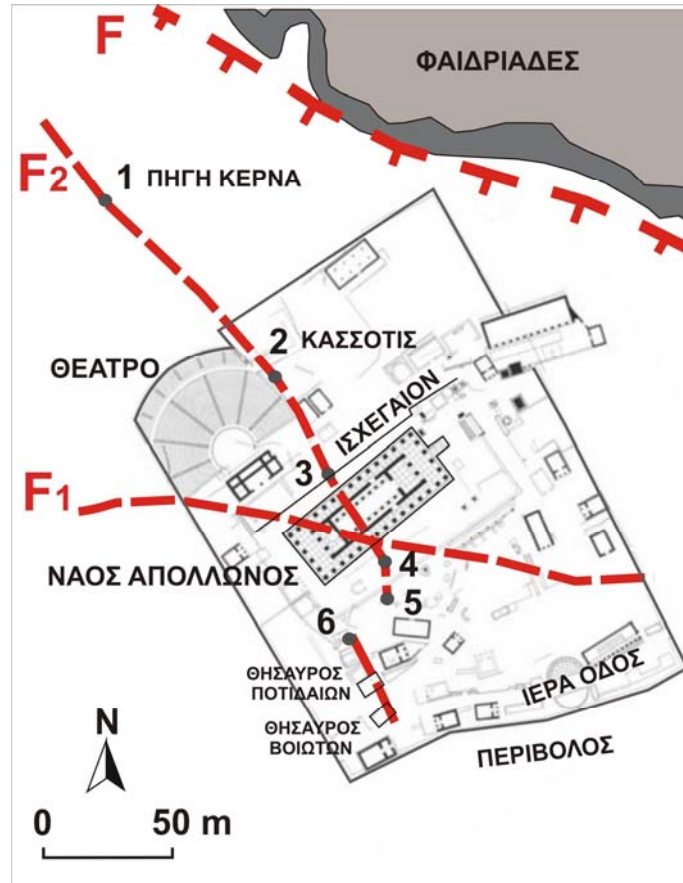 F
ΦΑΙΔΡΙΑΔΕΣ
F2
1 ΠΗΓΗ ΚΕΡΝΑ
2 ΚΑΣΣΟΤΙΣ
ΘΕΑΤΡΟ
ΙΣΧΕΓΑΙΟΝ
3
F1
ΝΑΟΣ ΑΠΟΛΛΩΝΟΣ
4
5
6
ΘΗΣΑΥΡΟΣ
ΠΟΤΙΔΑΙΩΝ
ΙΕΡΑ ΟΔΟΣ
ΘΗΣΑΥΡΟΣ
ΒΟΙΩΤΩΝ
ΠΕΡΙΒΟΛΟΣ
N
0 50 m